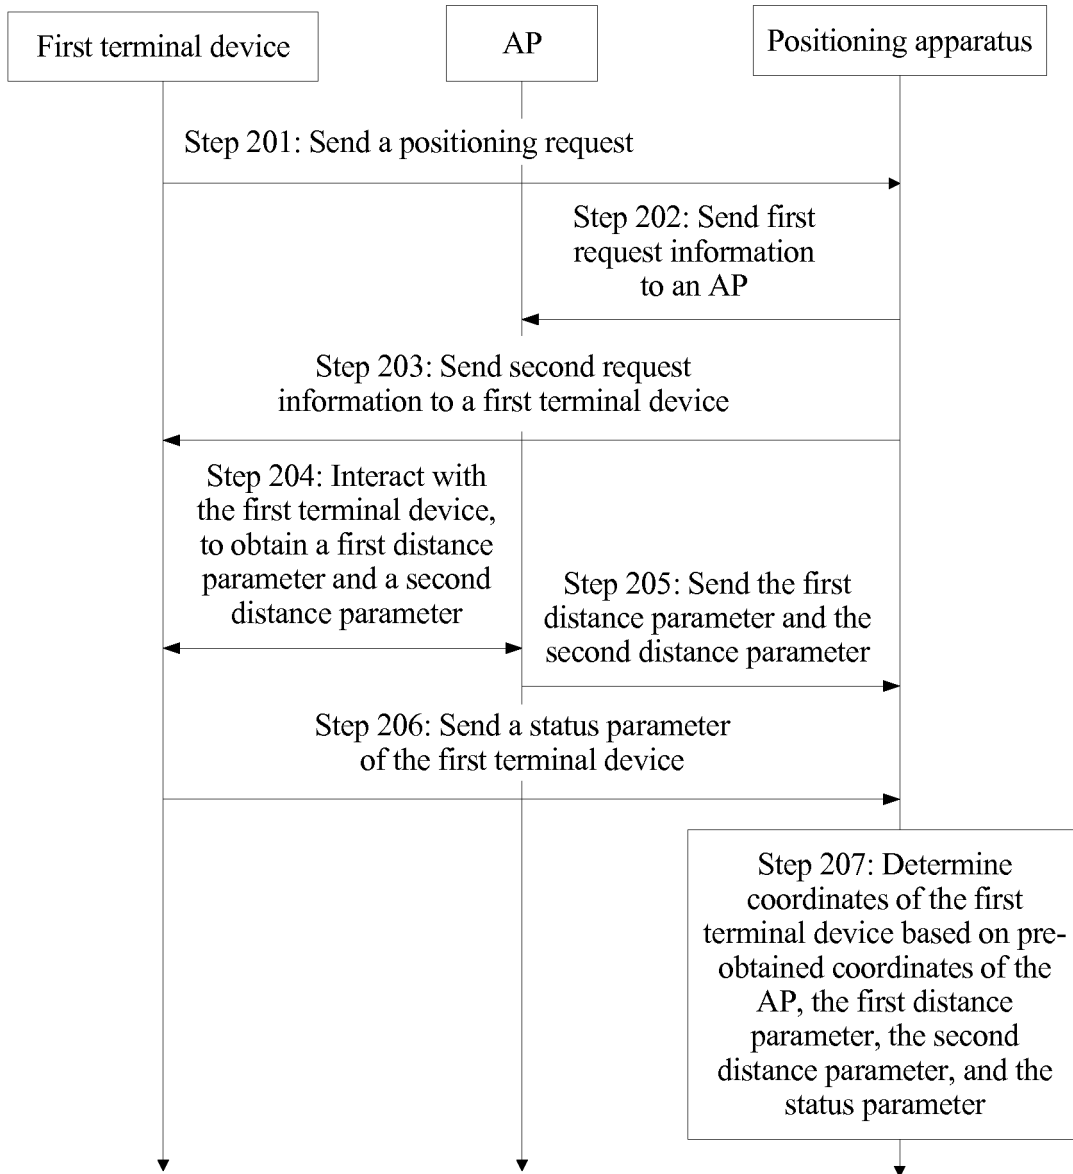 First terminal device
AP
Positioning apparatus
Step 201: Send a positioning request
Step 202: Send first
request information
to an AP
Step 203: Send second request
information to a first terminal device
Step 204: Interact with
the first terminal device,
to obtain a first distance
parameter and a second
distance parameter
Step 205: Send the first
distance parameter and the
second distance parameter
Step 206: Send a status parameter
of the first terminal device
Step 207: Determine
coordinates of the first
terminal device based on pre-
obtained coordinates of the
AP, the first distance
parameter, the second
distance parameter, and the
status parameter